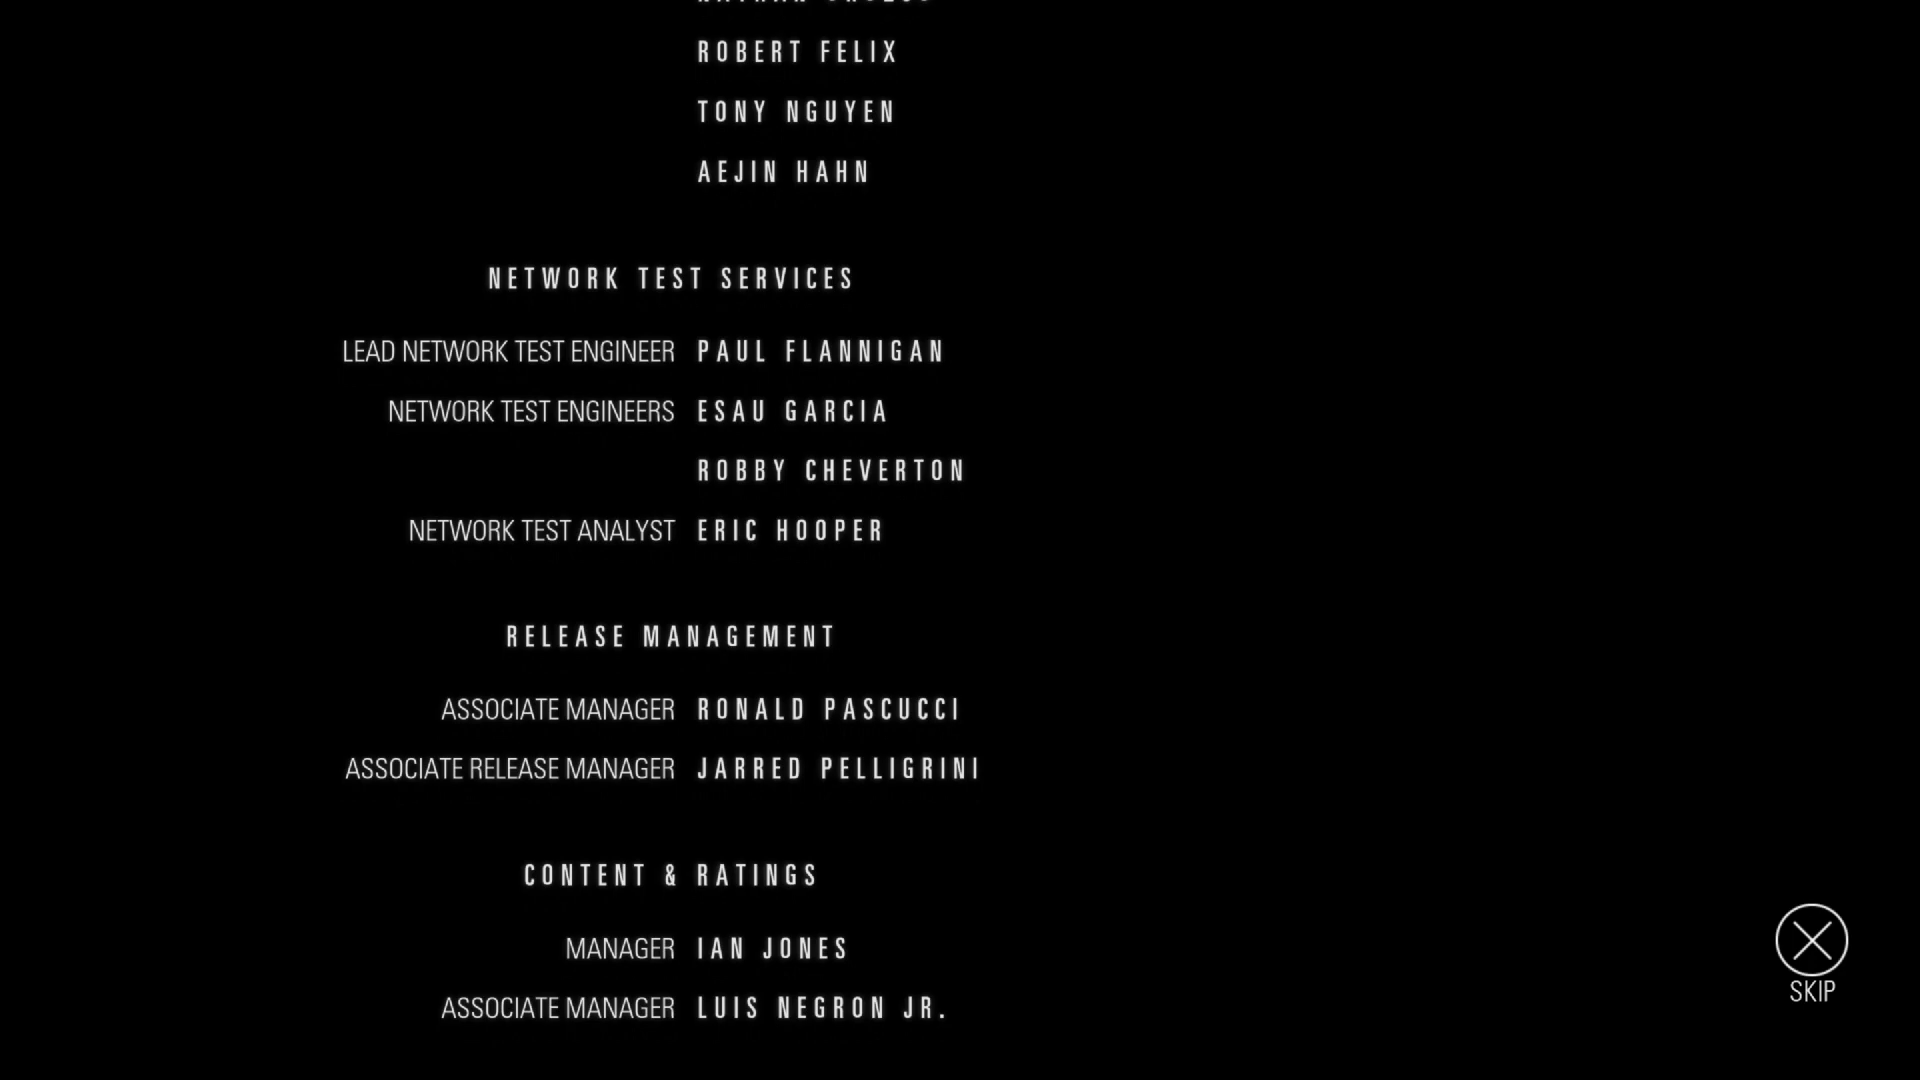 ROBERT FELIX
TONY NGUYEN
AEJIN HAHN
NETWORK TEST SERVICES
LEAD NETWORK TEST ENGINEER PAUL FLANNIGAN
NETWORK TEST ENGINEERS ESAU GARCIA
ROBBY CHEVERTON
NETWORK TEST ANALYST ERIC HOOPER
RELEASE MANAGEMENT
ASSOCIATE MANAGER RONALD PASCUCCI
ASSOCIATE RELEASE MANAGER JARRED PELLIGRINI
CONTENT & RATINGS
MANAGER IAN JONES
ASSOCIATE MANAGER LUIS NEGRON JR.
SKIP